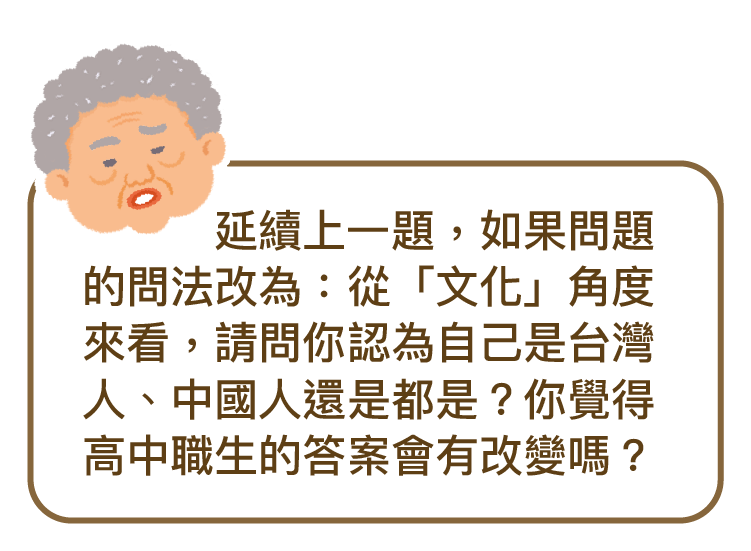 延續上一題，如果問題
的問法改為：從「文化」角度
來看，請問你認為自己是台灣
人、中國人還是都是？你覺得
高中職生的答案會有改變嗎？